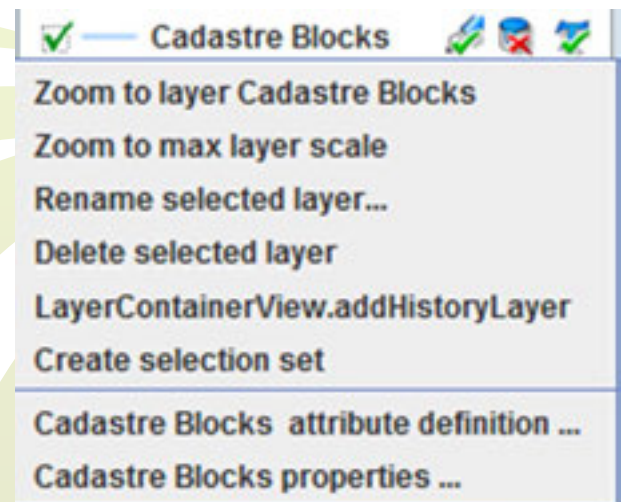 Cadastre Blocks
Zoom to layer Cadastre Blocks
Zoom to max layer scale
Rename selected layer...
Delete selected layer
LayerContainerView.addHistoryLayer
Create selection set
Cadastre Blocks attribute definition ...
Cadastre Blocks properties ...